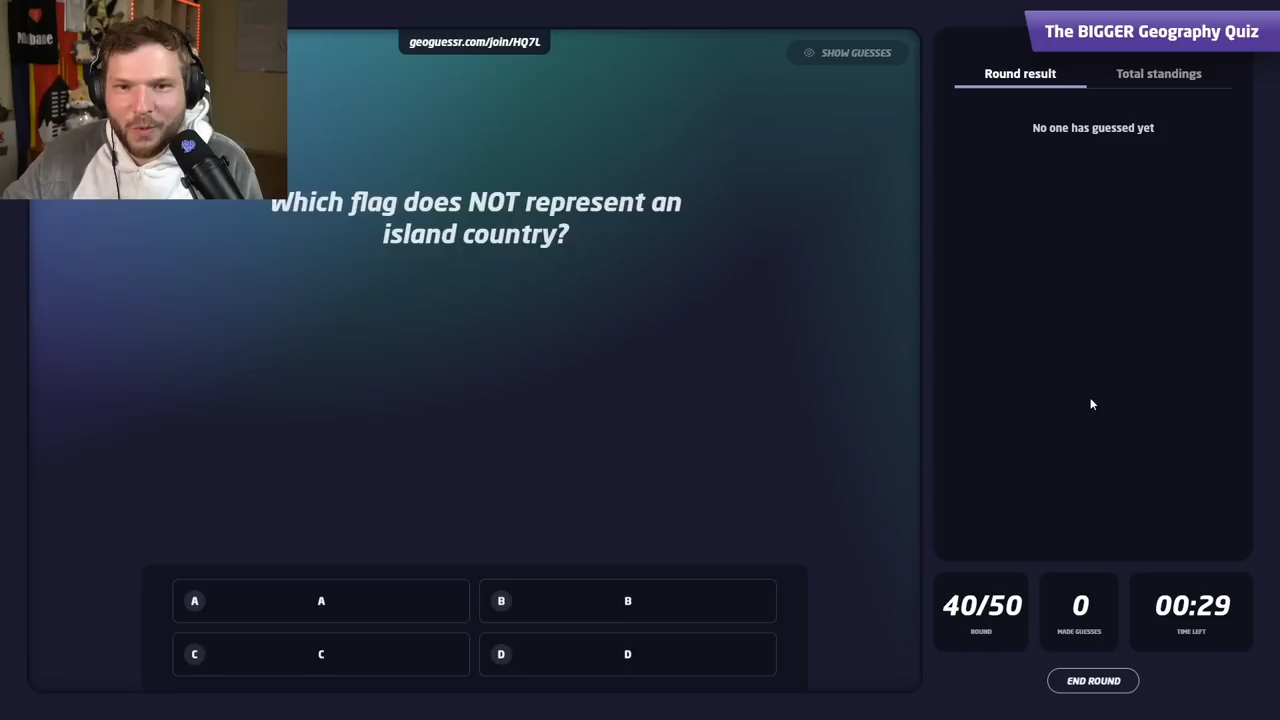 The BIGGER Geography Quiz
geoguessr.com/join/HQ7L
SHOW GUESSES
Which flag does NOT represent an
island country?
A A
B B
C C
D D
Round result
Total standings
No one has guessed yet
40/50
ROUND
0
MADE GUESSES
00:29
TIME LEFT
END ROUND